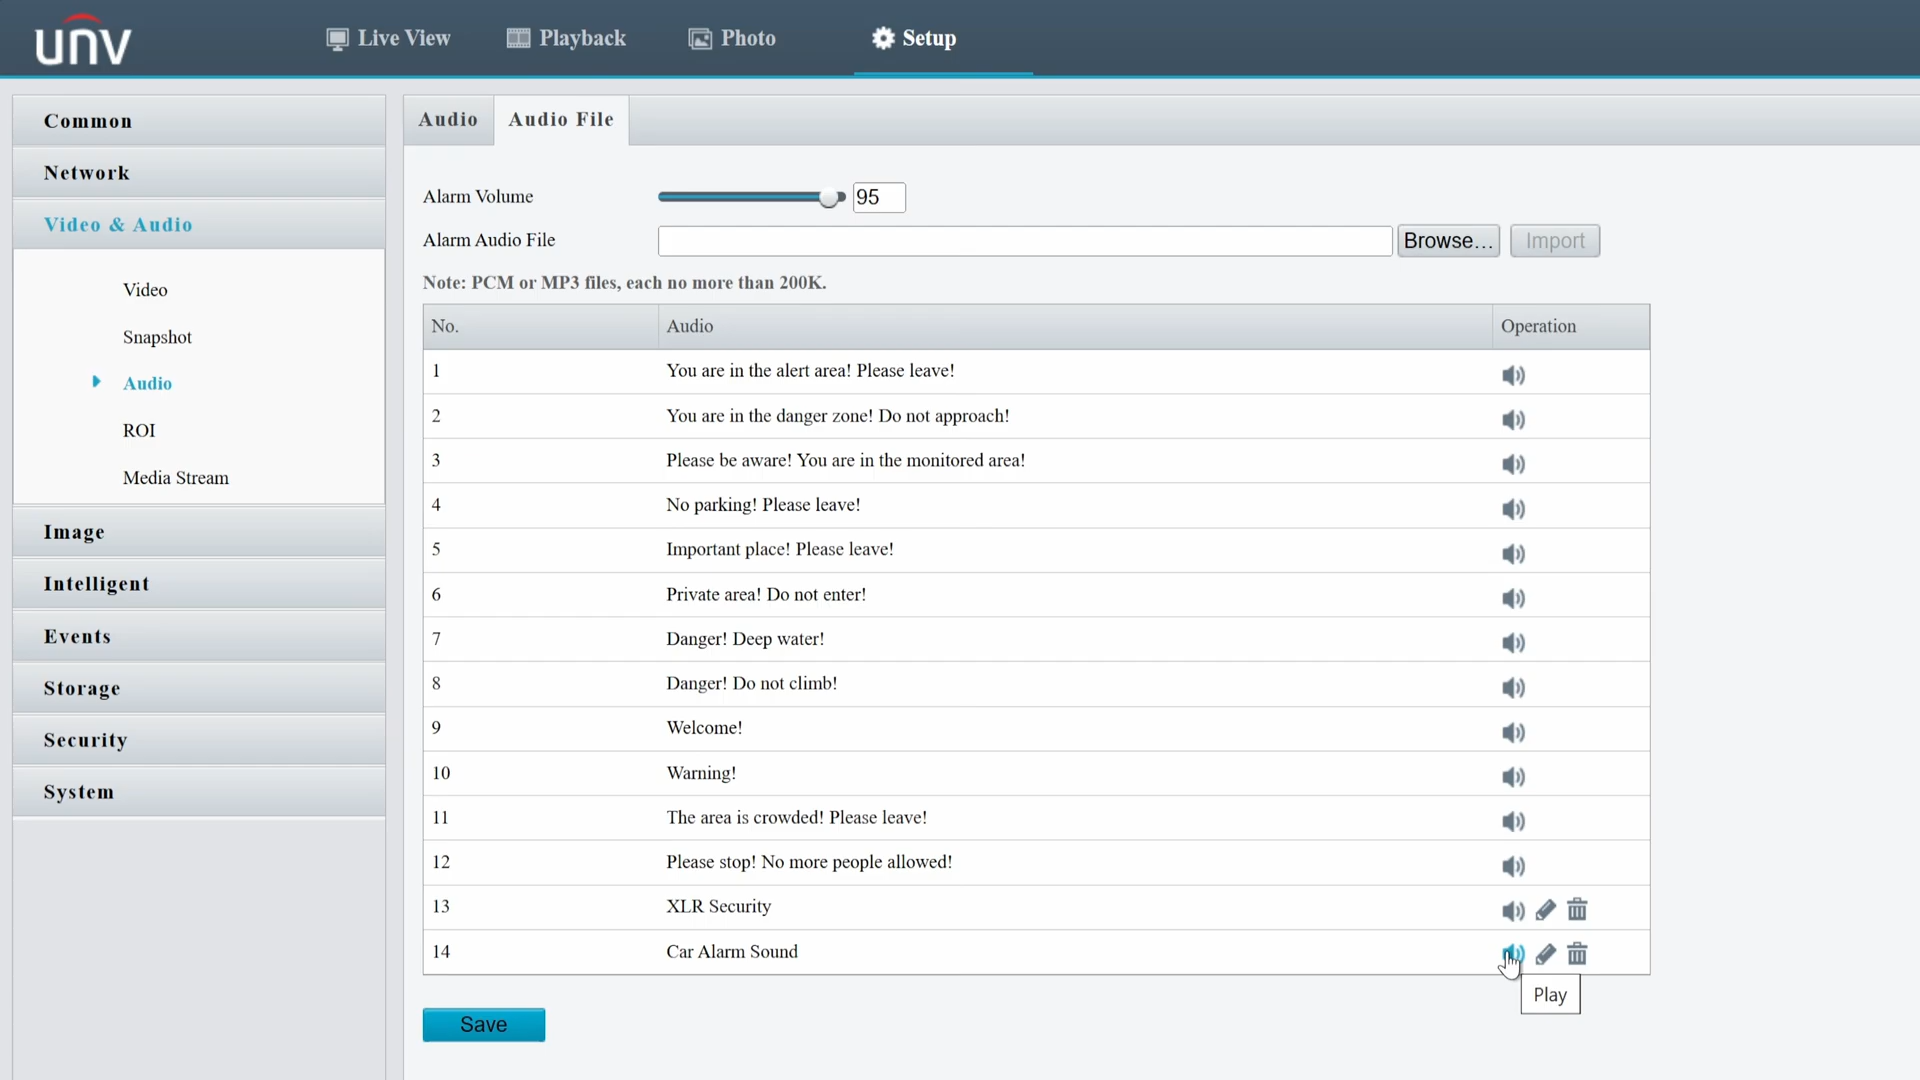 unv
Live View
Playback
Photo
Setup
Common
Network
Video & Audio
Video
Snapshot
Audio
ROI
Media Stream
Image
Intelligent
Events
Storage
Security
System
Audio
Audio File
Alarm Volume 95
Alarm Audio File Browse... Import
Note: PCM or MP3 files, each no more than 200K.
No. Audio Operation
1 You are in the alert area! Please leave!
2 You are in the danger zone! Do not approach!
3 Please be aware! You are in the monitored area!
4 No parking! Please leave!
5 Important place! Please leave!
6 Private area! Do not enter!
7 Danger! Deep water!
8 Danger! Do not climb!
9 Welcome!
10 Warning!
11 The area is crowded! Please leave!
12 Please stop! No more people allowed!
13 XLR Security
14 Car Alarm Sound
Play
Save